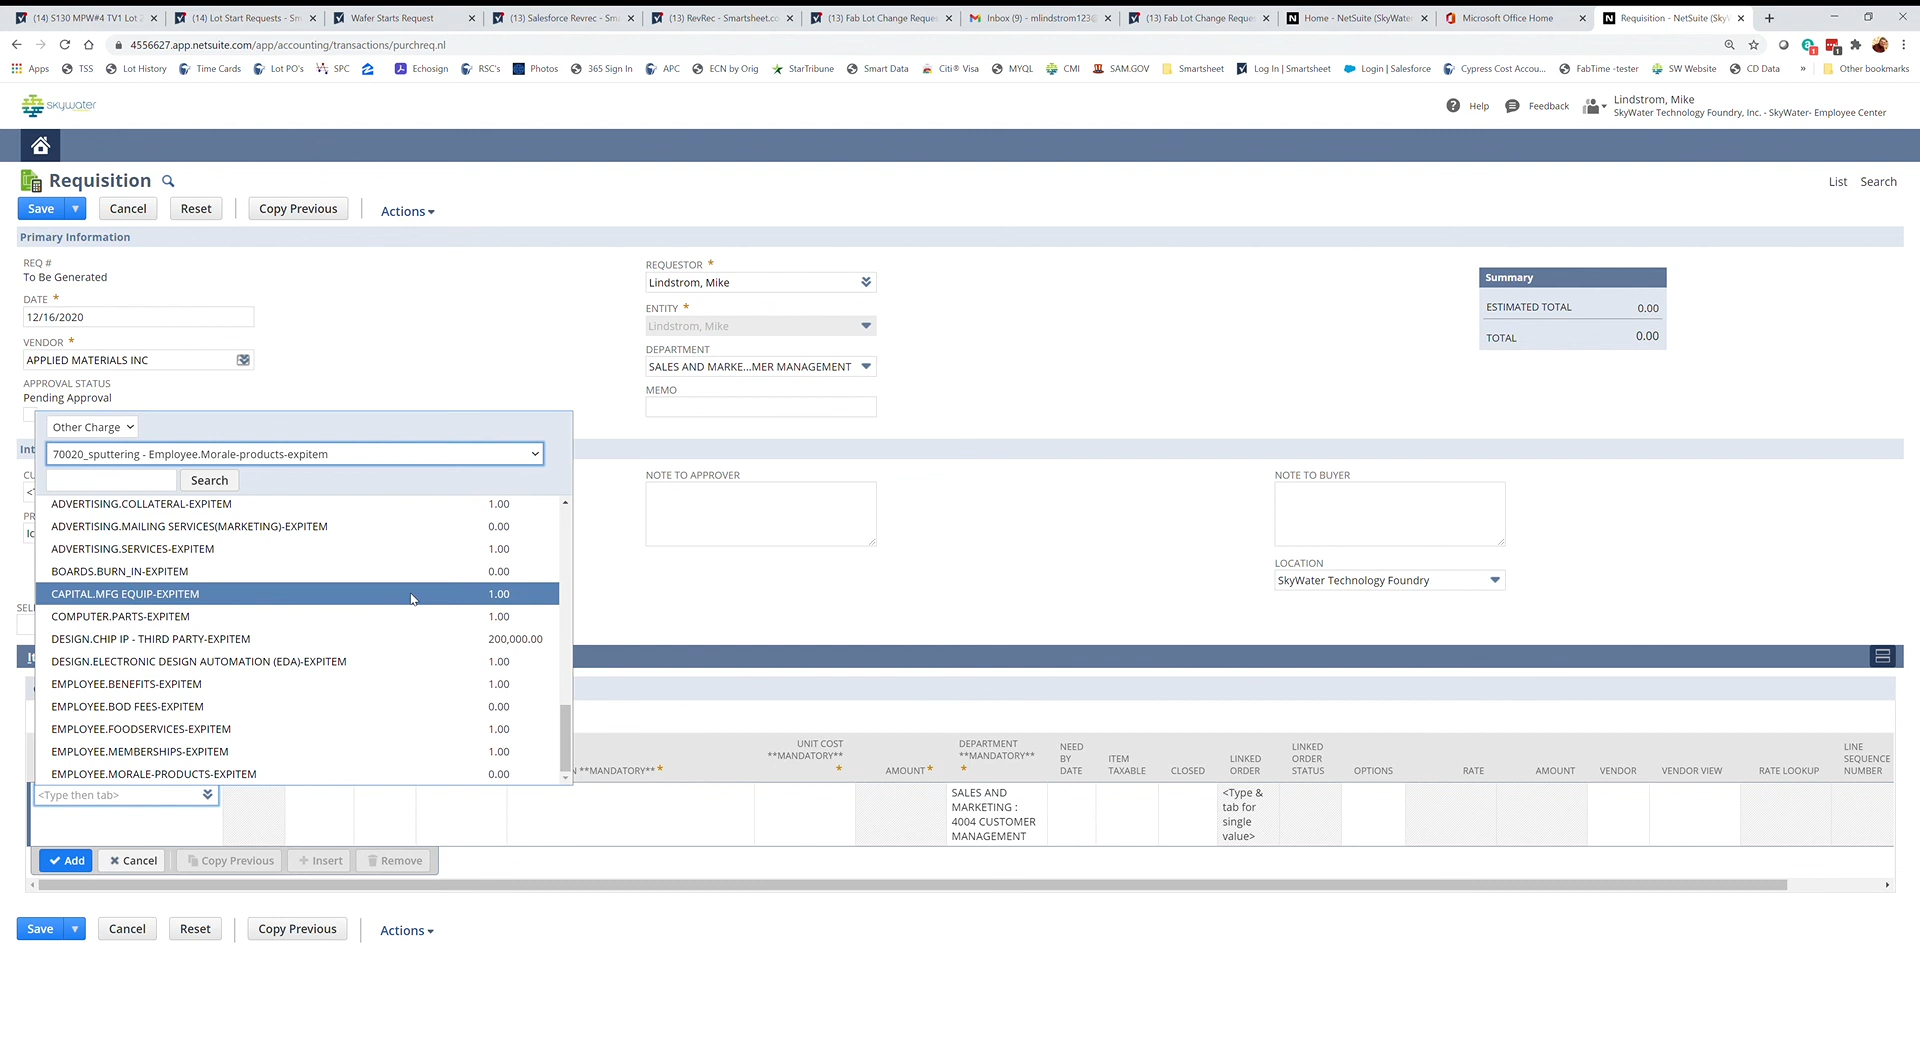 (14) S130 MPW#4 TV1 Lot 2
(14) Lot Start Requests - Sm
Wafer Starts Request
(13) Salesforce Revrec - Sm
(13) RevRec - Smartsheet.co
(13) Fab Lot Change Reque
Inbox (9) - mlindstrom123@
(13) Fab Lot Change Reque
Home - NetSuite (SkyWater
Microsoft Office Home
Requisition - NetSuite (Sky
4556627.app.netsuite.com/app/accounting/transactions/purchreq.nl
Apps TSS Lot History Time Cards Lot PO's SPC Echosign RSC's Photos 365 Sign In APC ECN by Orig StarTribune Smart Data Citi® Visa MYQL CMI SAM.GOV Smartsheet Log In | Smartsheet Login | Salesforce Cypress Cost Accou... FabTime -tester SW Website CD Data » Other bookmarks
skywater
Help Feedback Lindstrom, Mike
SkyWater Technology Foundry, Inc. - SkyWater- Employee Center
Requisition
List Search
Save Cancel Reset Copy Previous Actions
Primary Information
REQ #
To Be Generated
DATE *
12/16/2020
VENDOR *
APPLIED MATERIALS INC
APPROVAL STATUS
Pending Approval
REQUESTOR *
Lindstrom, Mike
ENTITY *
Lindstrom, Mike
DEPARTMENT
SALES AND MARKE...MER MANAGEMENT
MEMO
Summary
ESTIMATED TOTAL 0.00
TOTAL 0.00
Int
CU
PR
SELE
Other Charge
70020_sputtering - Employee.Morale-products-expitem
Search
ADVERTISING.COLLATERAL-EXPITEM 1.00
ADVERTISING.MAILING SERVICES(MARKETING)-EXPITEM 0.00
ADVERTISING.SERVICES-EXPITEM 1.00
BOARDS.BURN_IN-EXPITEM 0.00
CAPITAL.MFG EQUIP-EXPITEM 1.00
COMPUTER.PARTS-EXPITEM 1.00
DESIGN.CHIP IP - THIRD PARTY-EXPITEM 200,000.00
DESIGN.ELECTRONIC DESIGN AUTOMATION (EDA)-EXPITEM 1.00
EMPLOYEE.BENEFITS-EXPITEM 1.00
EMPLOYEE.BOD FEES-EXPITEM 0.00
EMPLOYEE.FOODSERVICES-EXPITEM 1.00
EMPLOYEE.MEMBERSHIPS-EXPITEM 1.00
EMPLOYEE.MORALE-PRODUCTS-EXPITEM 0.00
NOTE TO APPROVER
NOTE TO BUYER
LOCATION
SkyWater Technology Foundry
N **MANDATORY** *
UNIT COST
**MANDATORY**
*
AMOUNT *
DEPARTMENT
**MANDATORY**
*
NEED
BY
DATE
ITEM
TAXABLE
CLOSED
LINKED
ORDER
LINKED
ORDER
STATUS
OPTIONS
RATE
AMOUNT
VENDOR
VENDOR VIEW
RATE LOOKUP
LINE
SEQUENCE
NUMBER
<Type then tab>
SALES AND
MARKETING :
4004 CUSTOMER
MANAGEMENT
<Type &
tab for
single
value>
Add Cancel Copy Previous Insert Remove
Save Cancel Reset Copy Previous Actions